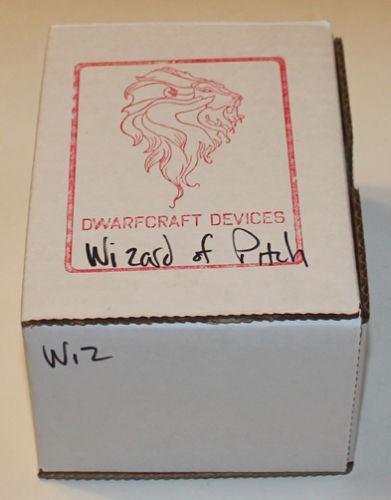 DWARFCRAFT DEVICES
Wizard of Pitch
Wiz